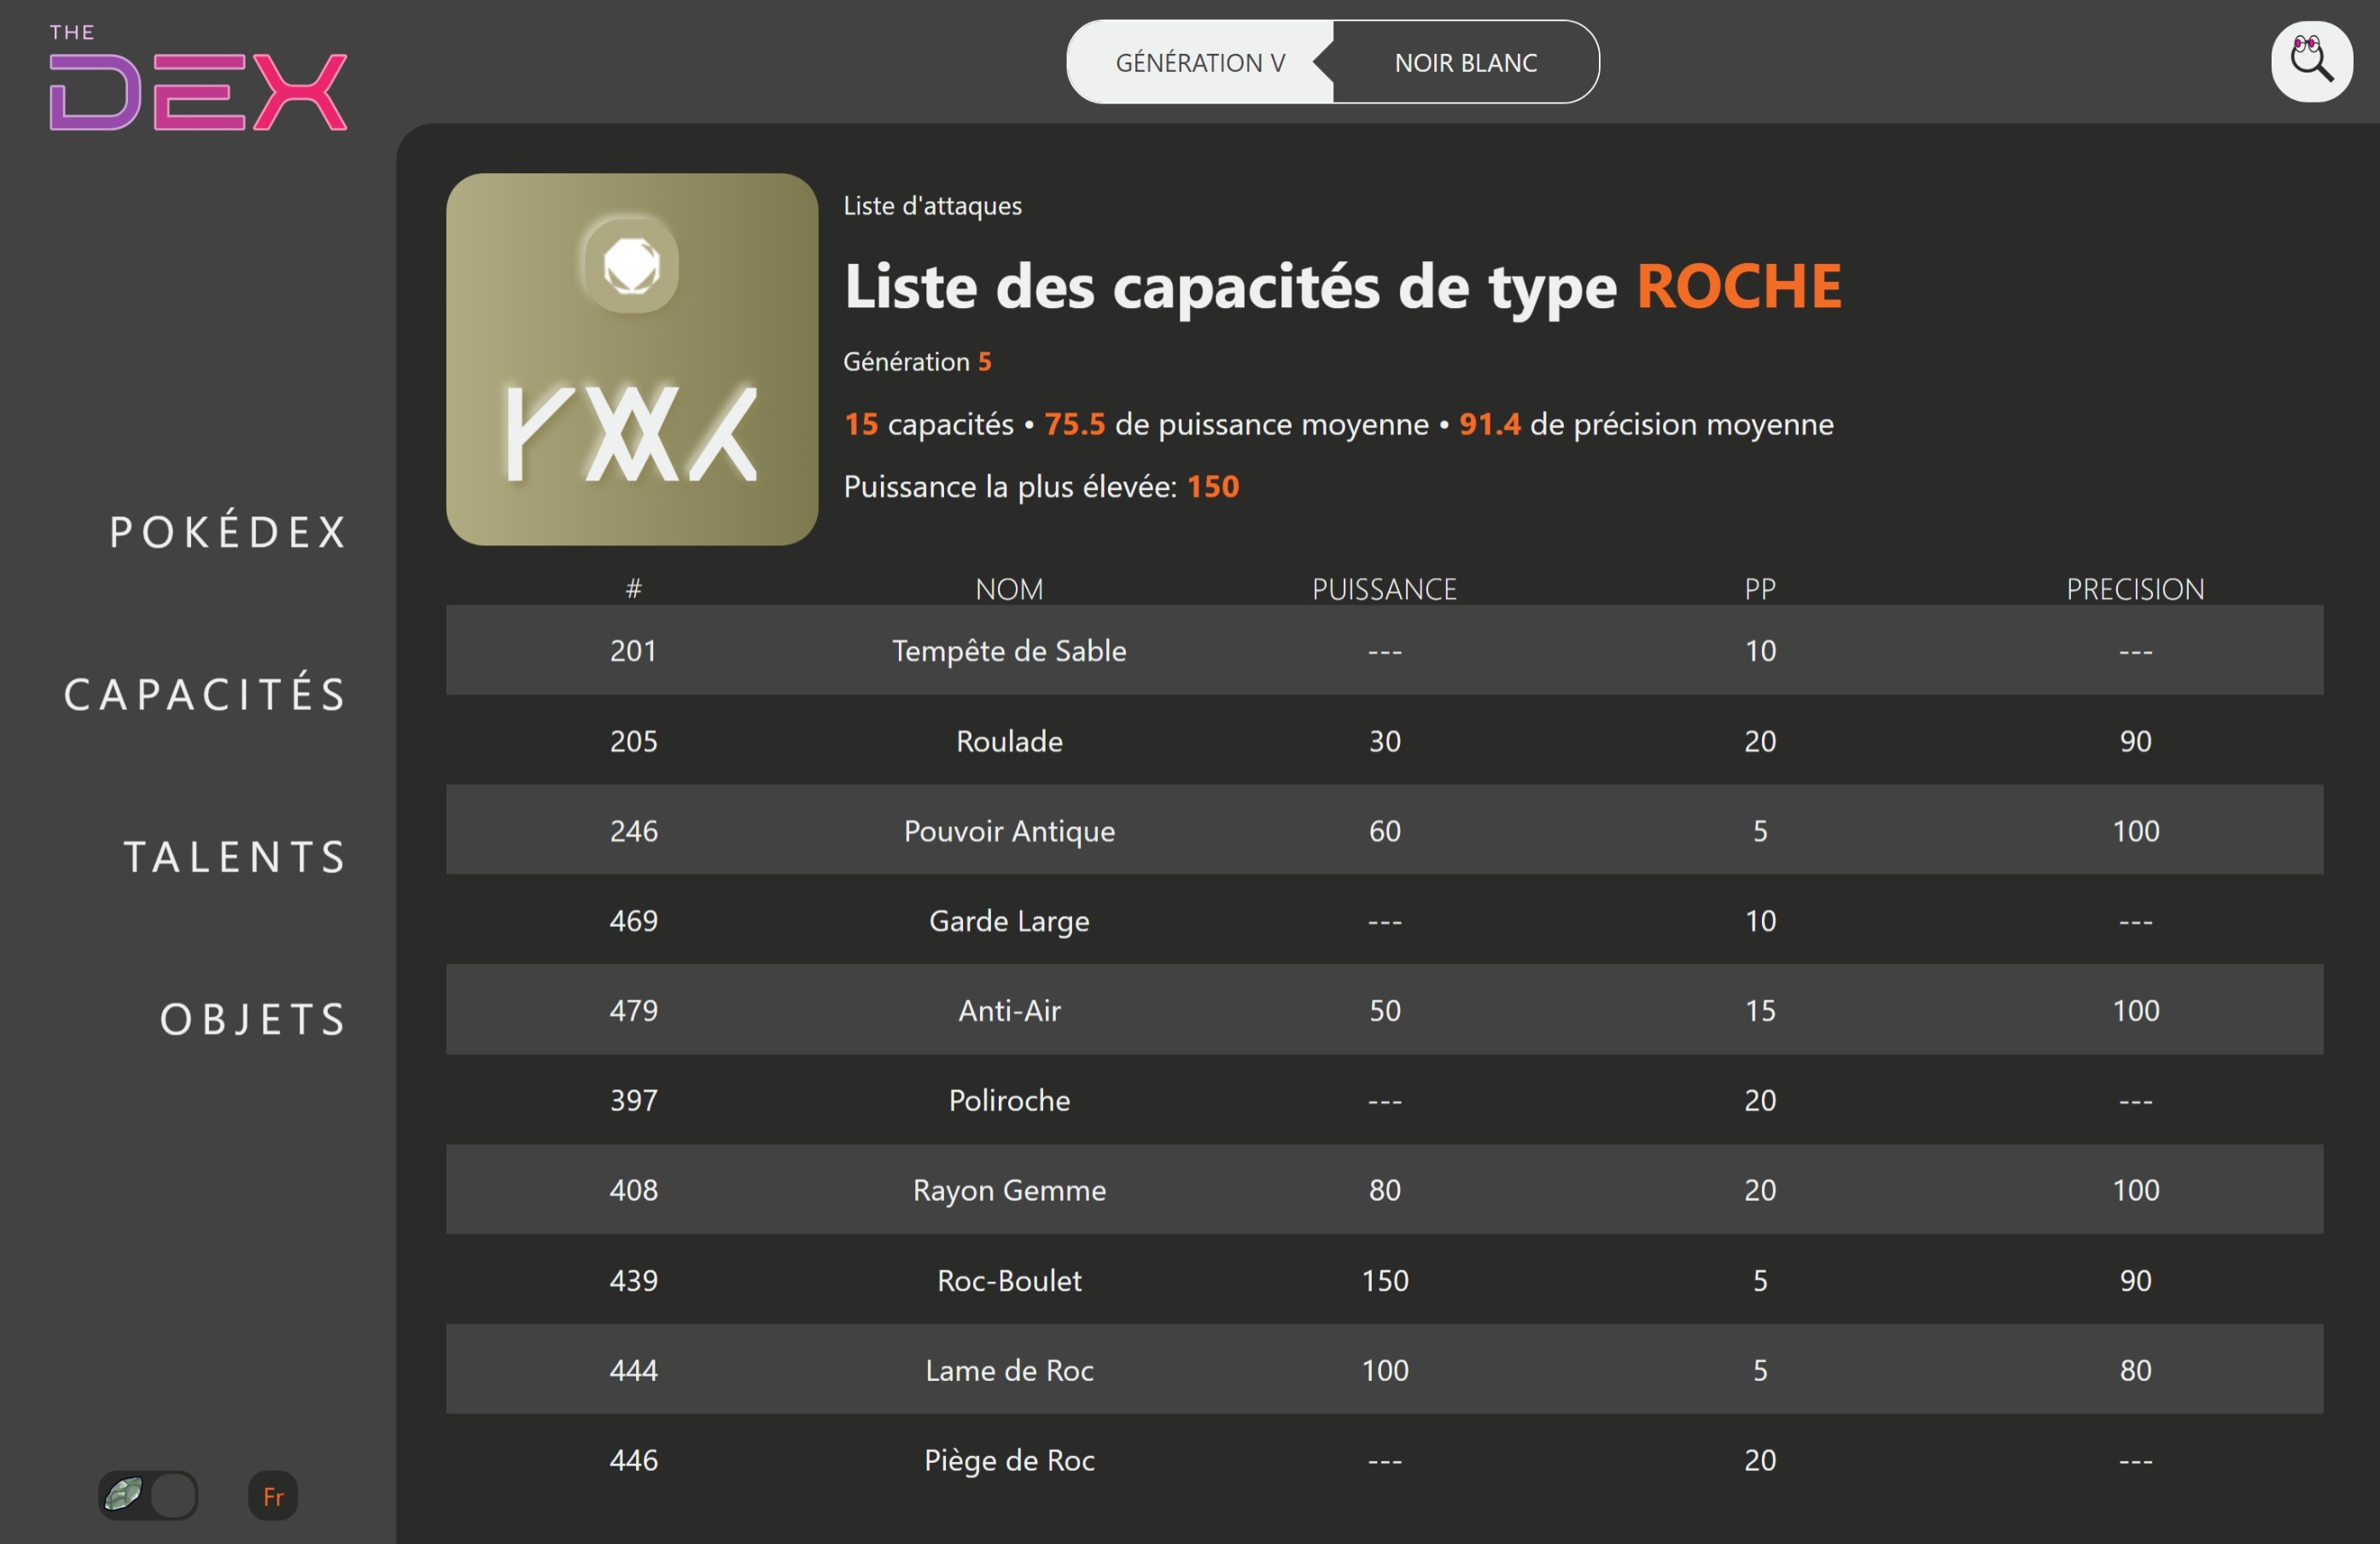 THE
DEX
GÉNÉRATION V
NOIR BLANC
POKÉDEX
CAPACITÉS
TALENTS
OBJETS
Fr
Liste d'attaques
Liste des capacités de type ROCHE
Génération 5
15 capacités • 75.5 de puissance moyenne • 91.4 de précision moyenne
Puissance la plus élevée: 150
# NOM PUISSANCE PP PRECISION
201 Tempête de Sable --- 10 ---
205 Roulade 30 20 90
246 Pouvoir Antique 60 5 100
469 Garde Large --- 10 ---
479 Anti-Air 50 15 100
397 Poliroche --- 20 ---
408 Rayon Gemme 80 20 100
439 Roc-Boulet 150 5 90
444 Lame de Roc 100 5 80
446 Piège de Roc --- 20 ---